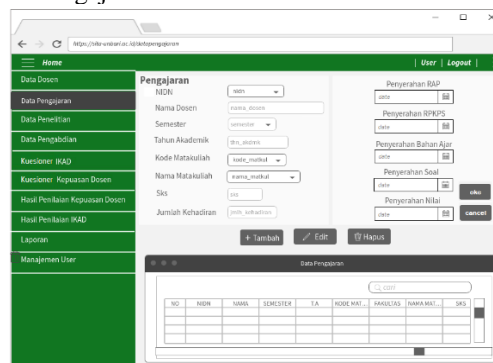 https://sita-unbari.ac.id/datapengajaran
Home
| User | Logout |
Data Dosen
Data Pengajaran
Data Penelitian
Data Pengabdian
Kuesioner IKAD
Kuesioner Kepuasan Dosen
Hasil Penilaian Kepuasan Dosen
Hasil Penilaian IKAD
Laporan
Manajemen User
Pengajaran
NIDN
nidn
Nama Dosen
nama_dosen
Semester
semester
Tahun Akademik
thn_akdmk
Kode Matakuliah
kode_matkul
Nama Matakuliah
nama_matkul
Sks
sks
Jumlah Kehadiran
jmlh_kehadiran
Penyerahan RAP
date
Penyerahan RPKPS
date
Penyerahan Bahan Ajar
date
Penyerahan Soal
date
Penyerahan Nilai
date
oke
cancel
+ Tambah
Edit
Hapus
Data Pengajaran
cari
NO NIDN NAMA SEMESTER T.A KODE MAT... FAKULTAS NAMA MAT... SKS